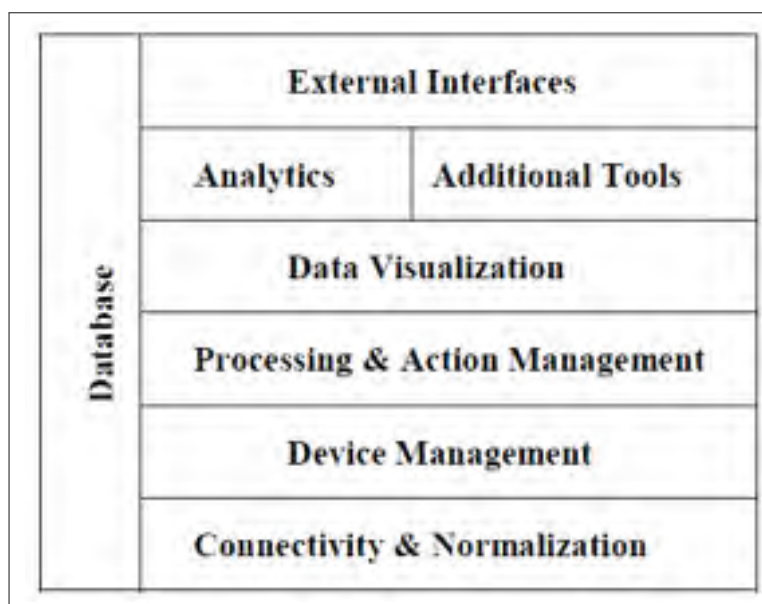 Database
External Interfaces
Analytics
Additional Tools
Data Visualization
Processing & Action Management
Device Management
Connectivity & Normalization